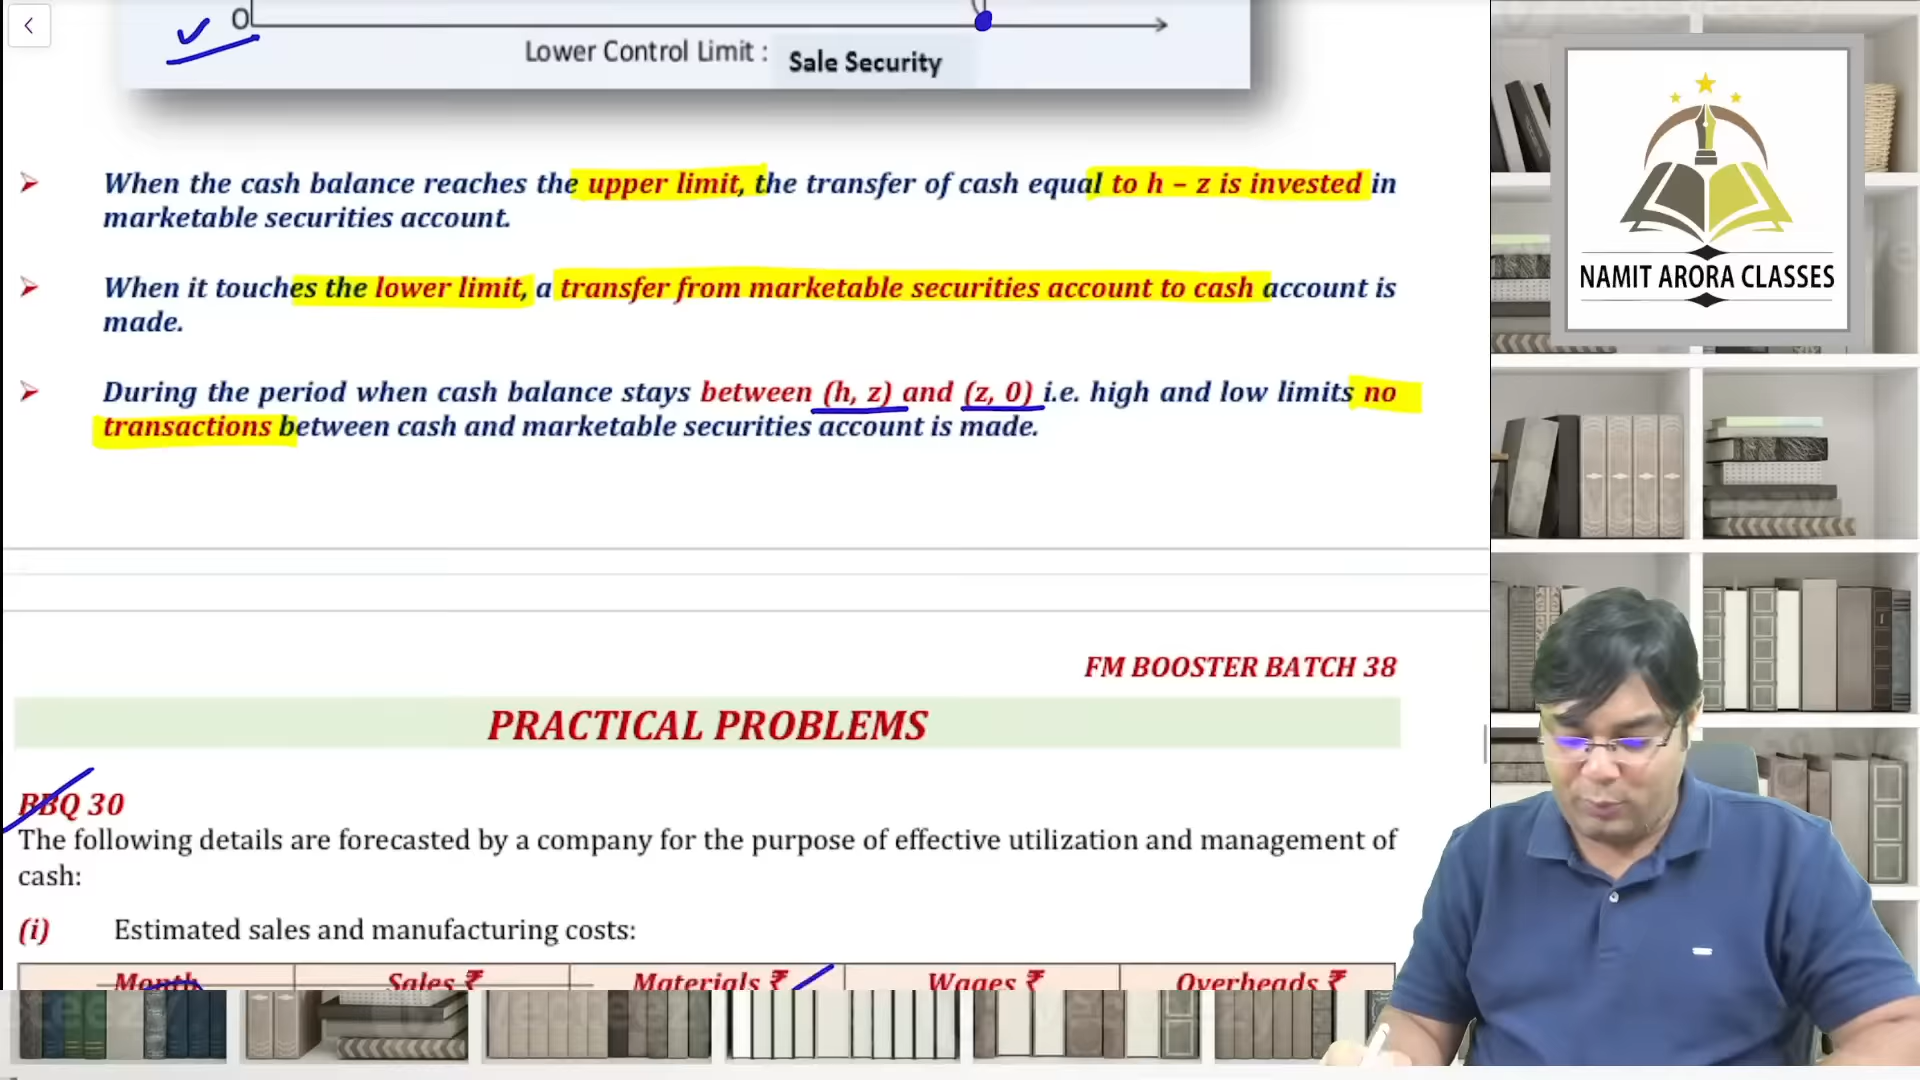 O
Lower Control Limit : Sale Security
When the cash balance reaches the upper limit, the transfer of cash equal to h – z is invested in
marketable securities account.
When it touches the lower limit, a transfer from marketable securities account to cash account is
made.
During the period when cash balance stays between (h, z) and (z, 0) i.e. high and low limits no
transactions between cash and marketable securities account is made.
FM BOOSTER BATCH 38
PRACTICAL PROBLEMS
BBQ 30
The following details are forecasted by a company for the purpose of effective utilization and management of
cash:
(i) Estimated sales and manufacturing costs:
Month Sales ₹ Materials ₹ Wages ₹ Overheads ₹
NAMIT ARORA CLASSES